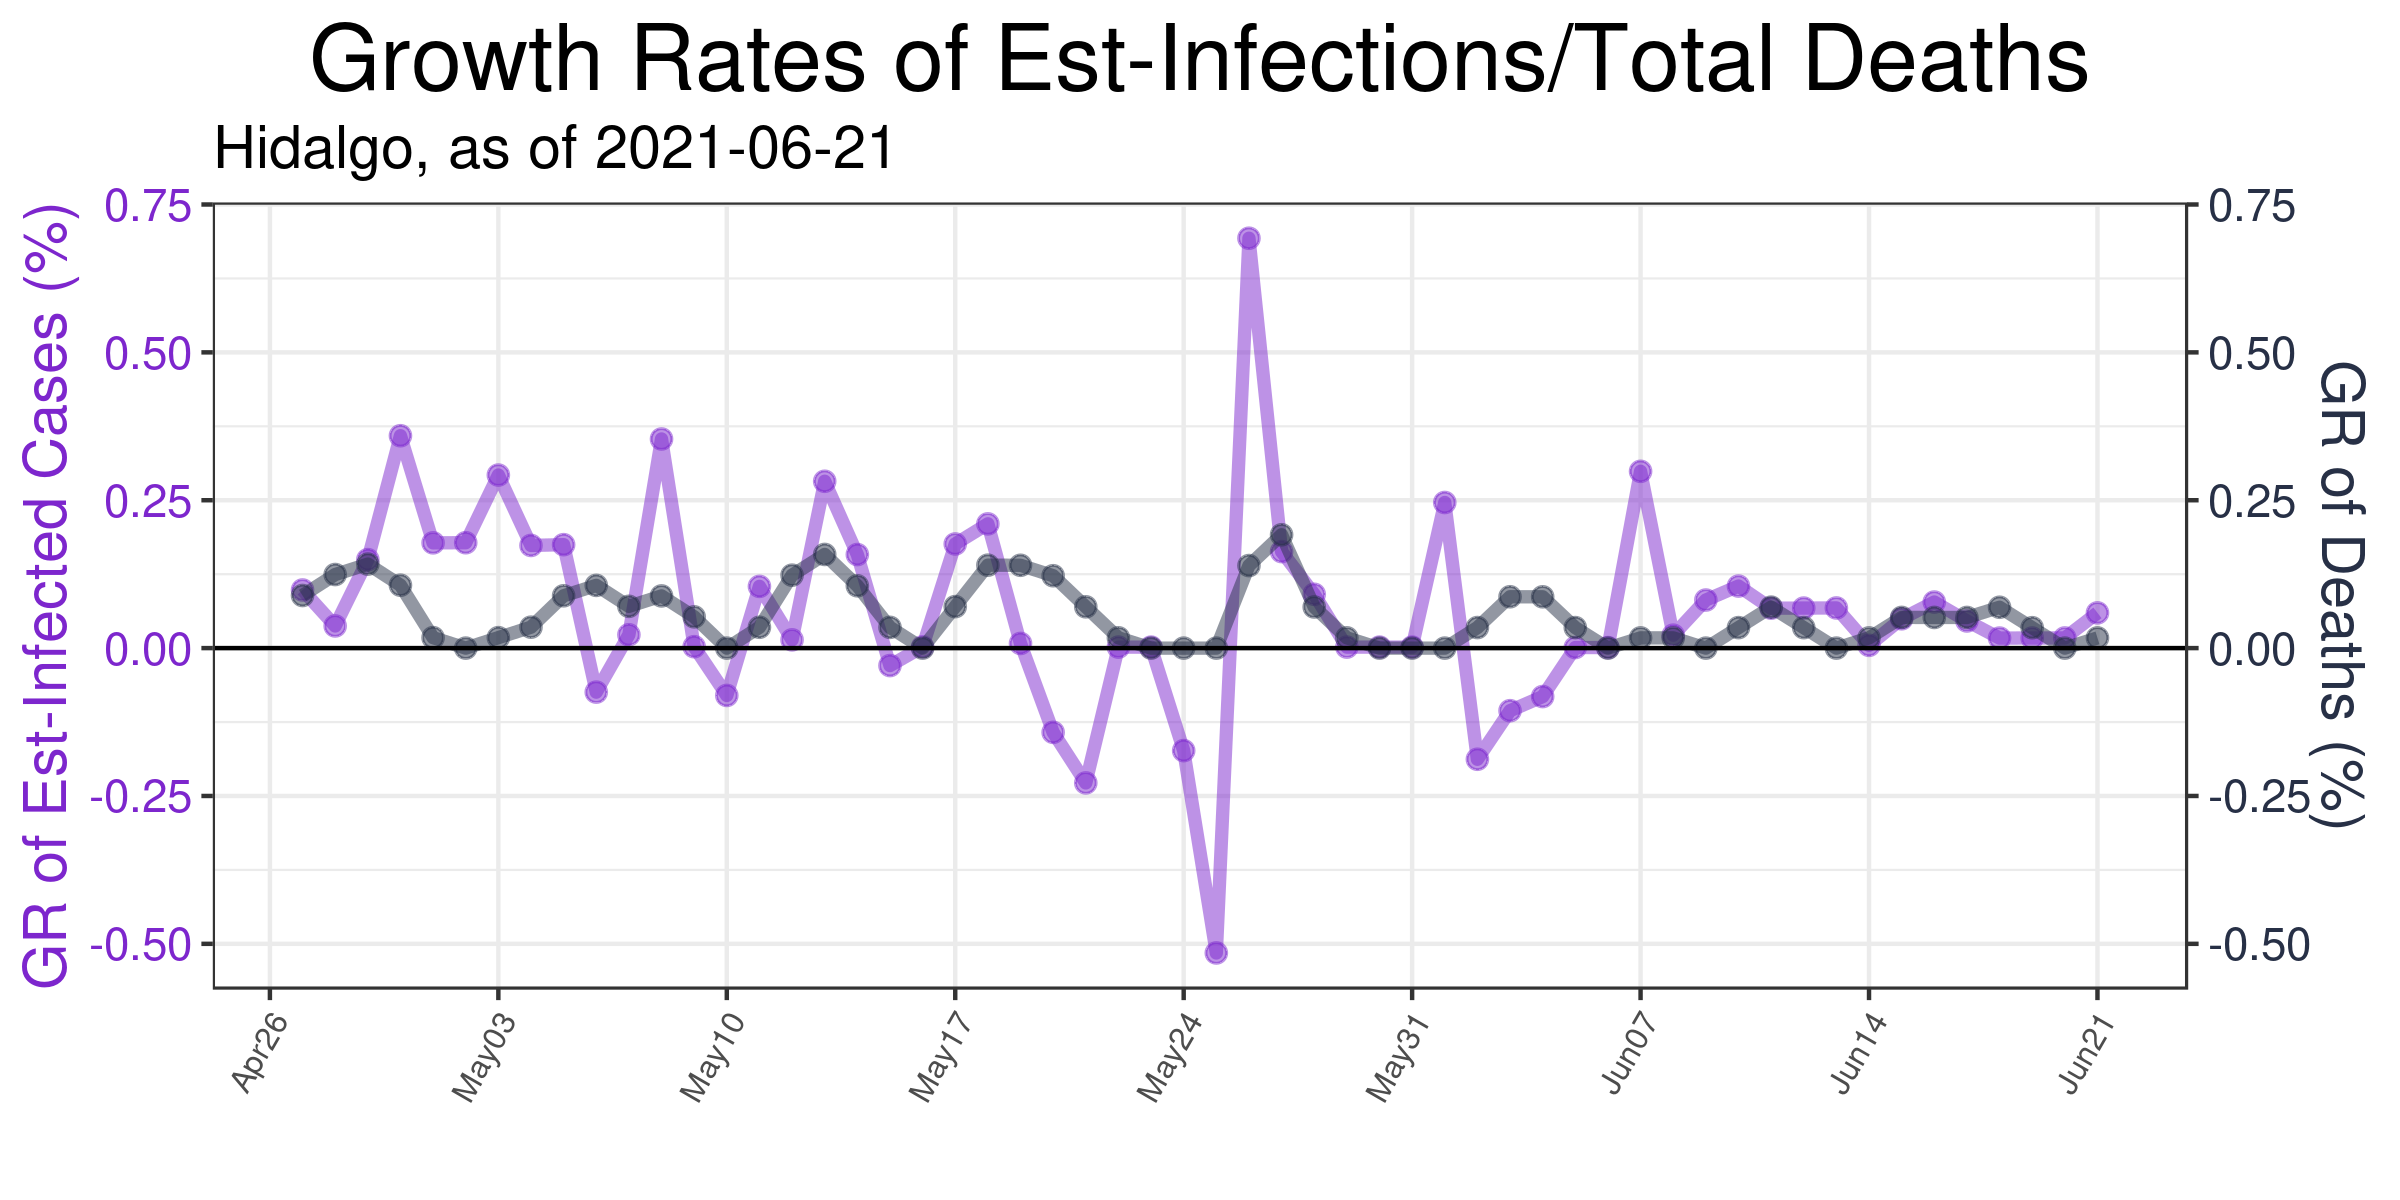 Growth Rates of Est-Infections/Total Deaths
Hidalgo, as of 2021-06-21
GR of Est-Infected Cases (%)
0.75
0.50
0.25
0.00
-0.25
-0.50
0.75
0.50
0.25
0.00
-0.25
-0.50
GR of Deaths (%)
Apr26
May03
May10
May17
May24
May31
Jun07
Jun14
Jun21